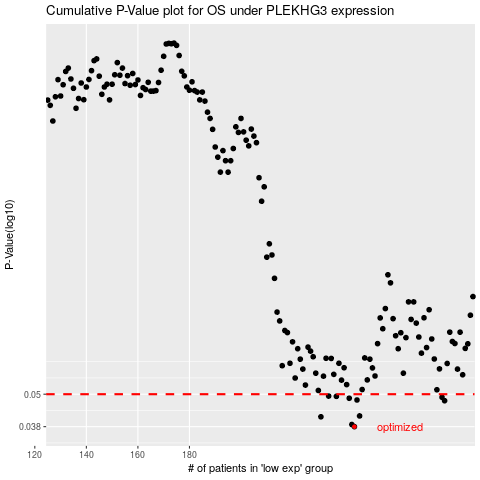 Cumulative P-Value plot for OS under PLEKHG3 expression
P-Value(log10)
0.05
0.038
optimized
120 140 160 180
# of patients in 'low exp' group